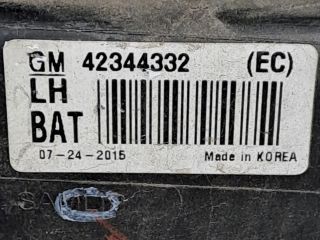 GM 42344332 (EC)
LH
BAT
07-24-2015 Made in KOREA